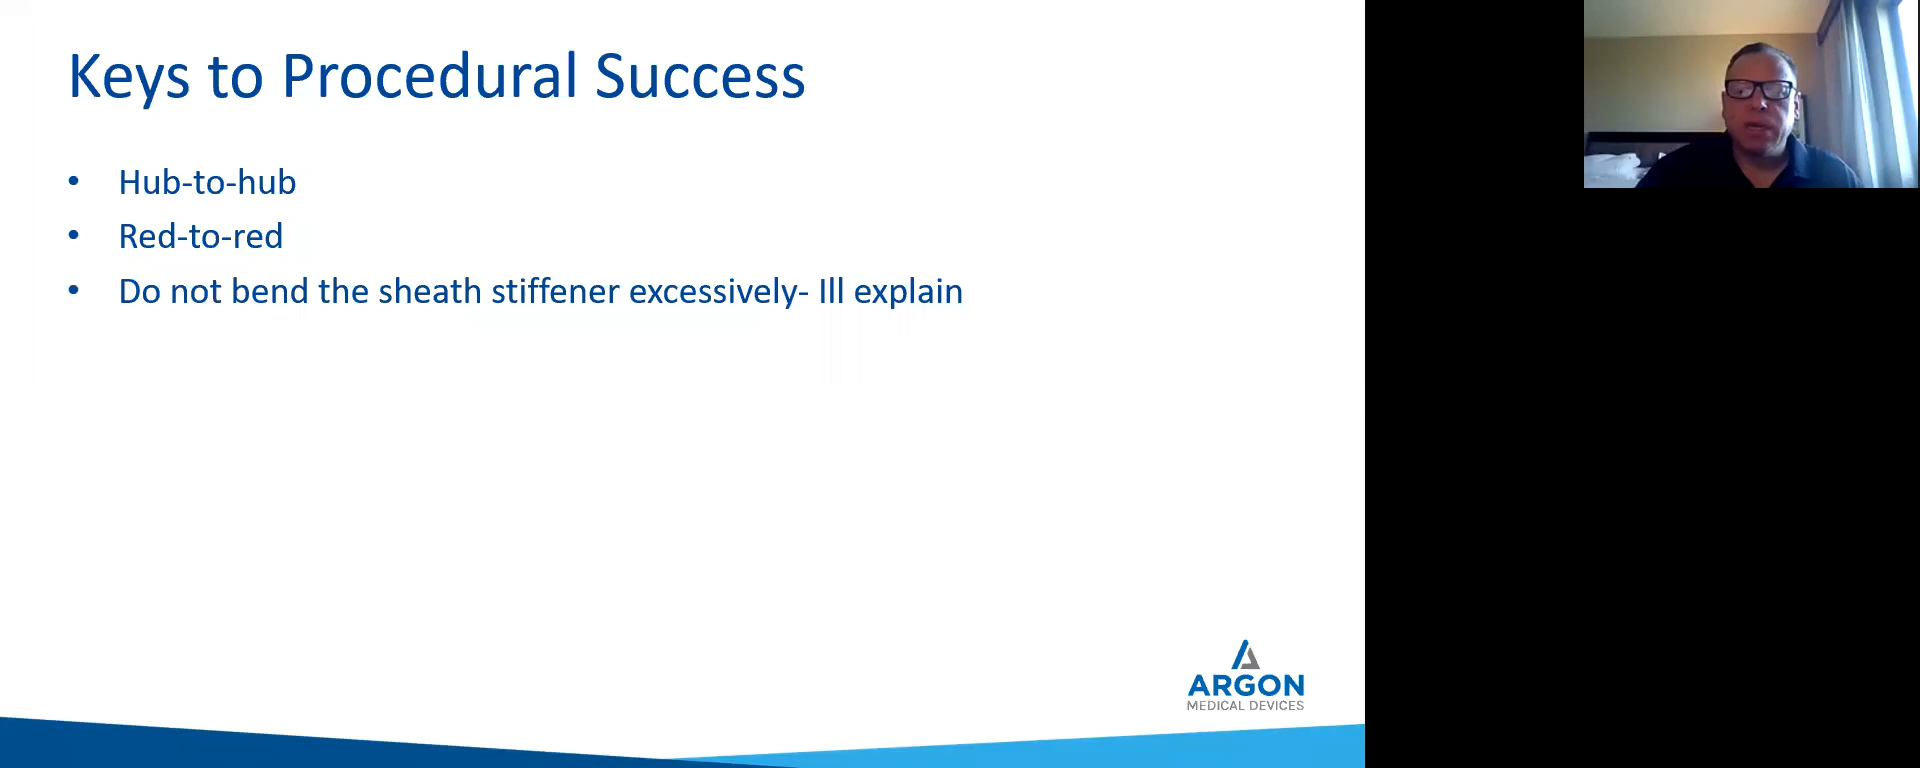 Keys to Procedural Success
• Hub-to-hub
• Red-to-red
• Do not bend the sheath stiffener excessively- Ill explain
ARGON
MEDICAL DEVICES